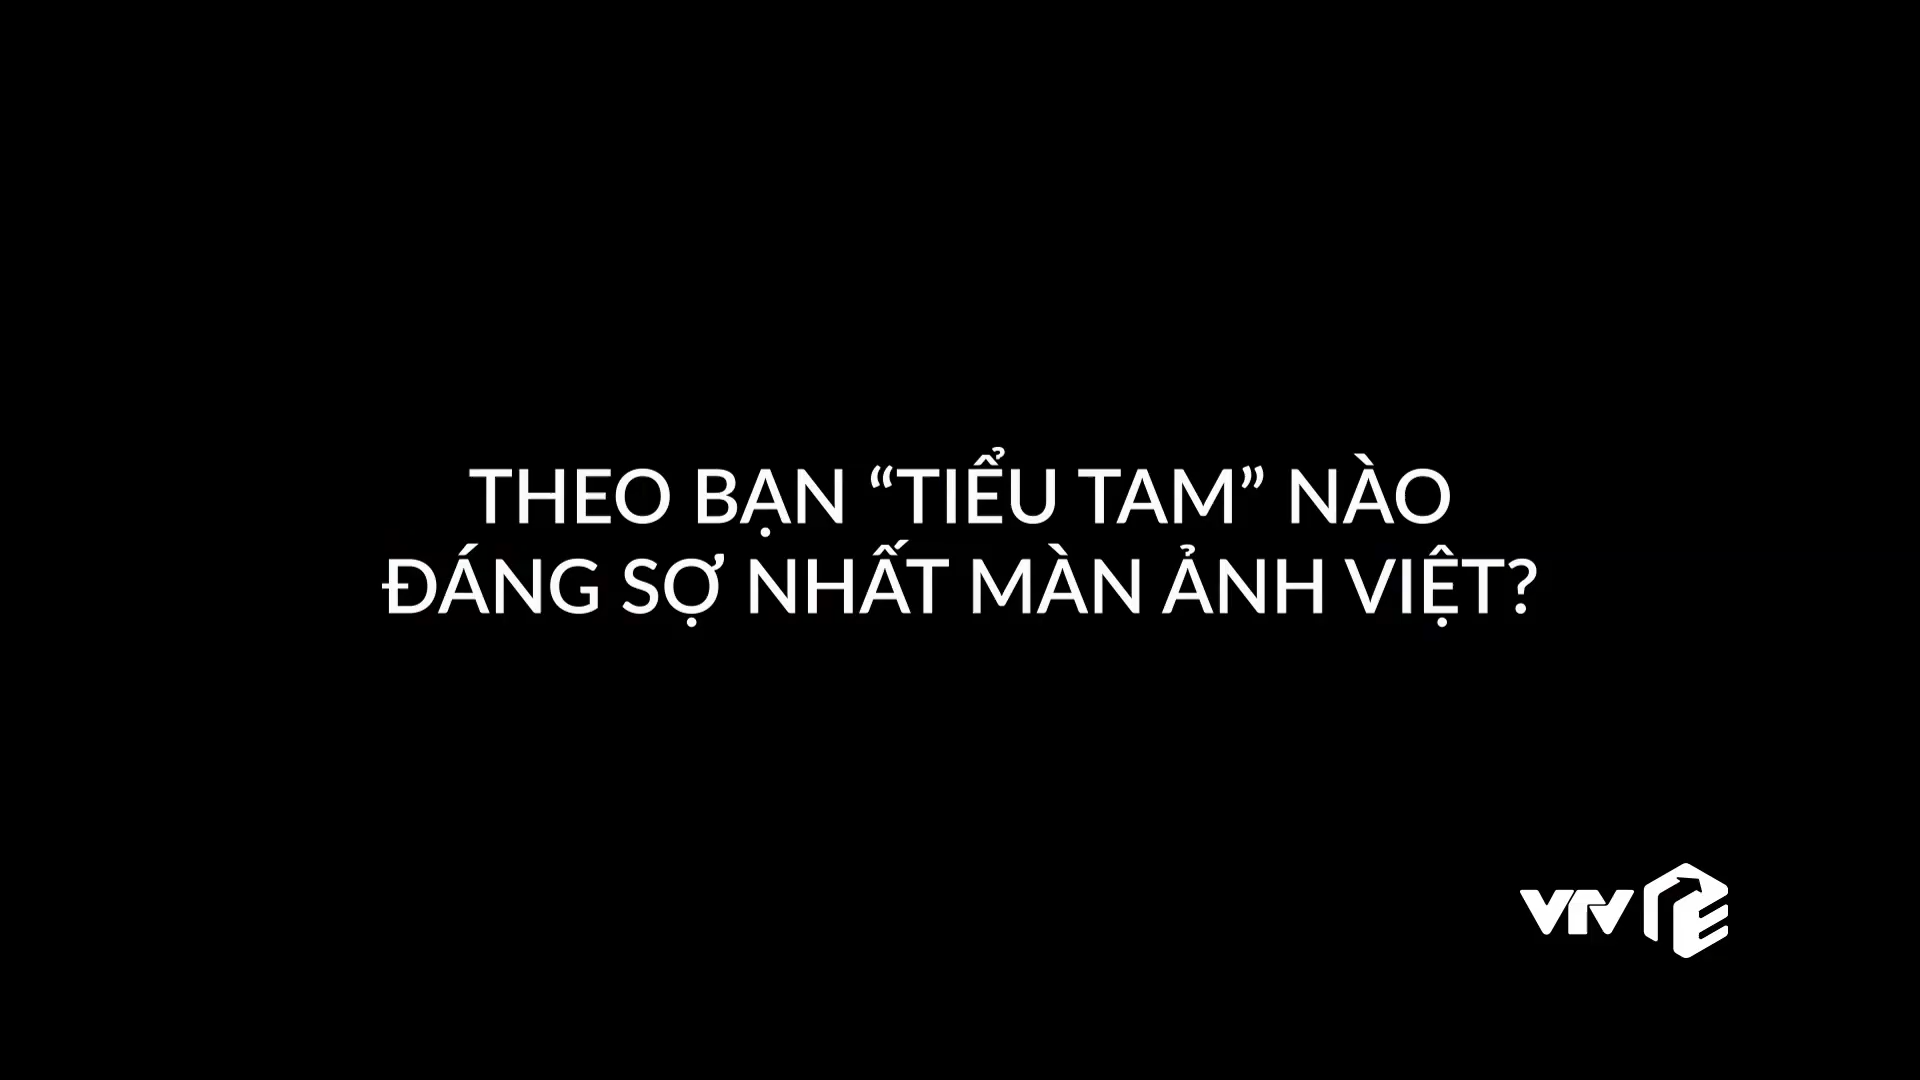 THEO BẠN “TIỂU TAM” NÀO
ĐÁNG SỢ NHẤT MÀN ẢNH VIỆT?
VTV